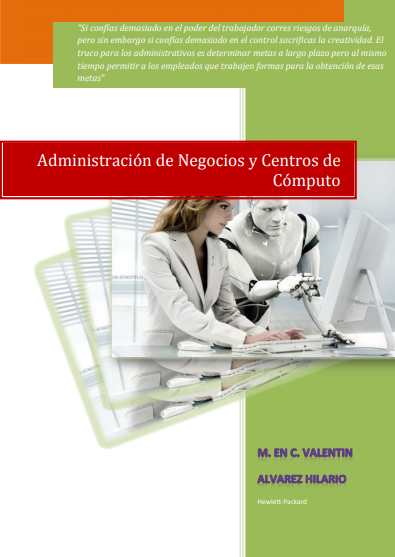 "Si confías demasiado en el poder del trabajador corres riesgos de anarquía,
pero sin embargo si confías demasiado en el control sacrificas la creatividad. El
truco para los administrativos es determinar metas a largo plazo pero al mismo
tiempo permitir a los empleados que trabajen formas para la obtención de esas
metas"
Administración de Negocios y Centros de
Cómputo
M. EN C. VALENTIN
ALVAREZ HILARIO
Hewlett-Packard